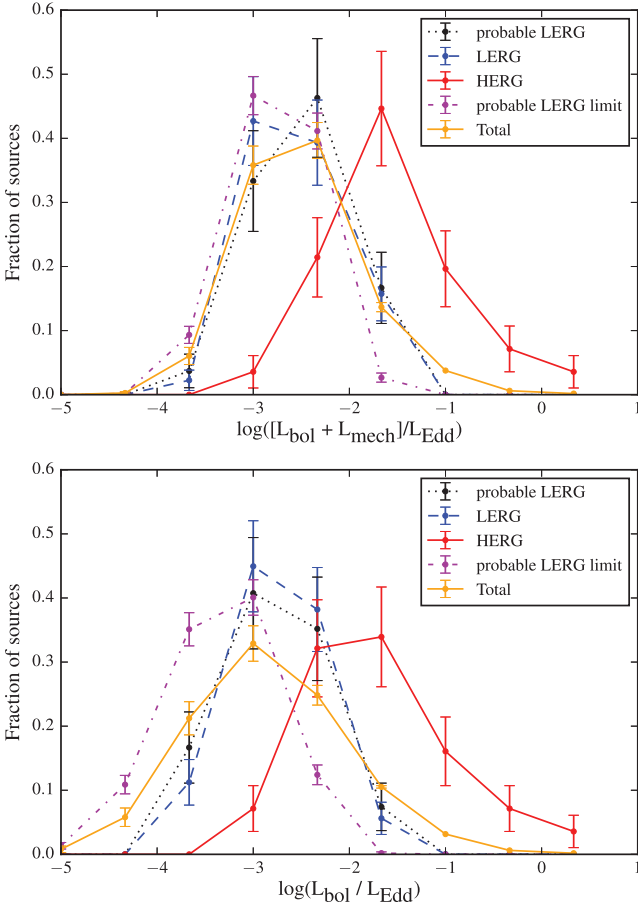 0.6
0.5
0.4
0.3
0.2
0.1
0.0
Fraction of sources
probable LERG
LERG
HERG
probable LERG limit
Total
−5 −4 −3 −2 −1 0 1
log([L_bol + L_mech]/L_Edd)
0.6
0.5
0.4
0.3
0.2
0.1
0.0
Fraction of sources
probable LERG
LERG
HERG
probable LERG limit
Total
−5 −4 −3 −2 −1 0 1
log(L_bol / L_Edd)